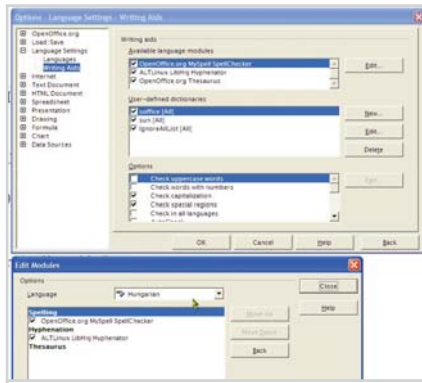 Options - Language Settings - Writing Aids
OpenOffice.org
Load/Save
Language Settings
Languages
Writing Aids
Internet
Text Document
HTML Document
Spreadsheet
Presentation
Drawing
Formula
Chart
Data Sources
Writing aids
Available language modules
OpenOffice.org MySpell SpellChecker
ALTLinux LibHnj Hyphenator
OpenOffice.org Thesaurus
Edit...
User-defined dictionaries
soffice [All]
sun [All]
IgnoreAllList [All]
New...
Edit...
Delete
Options
Check uppercase words
Check words with numbers
Check capitalization
Check special regions
Check in all languages
Edit...
OK Cancel Help Back
Edit Modules
Options
Language Hungarian
Close
Help
Spelling
OpenOffice.org MySpell SpellChecker
Hyphenation
ALTLinux LibHnj Hyphenator
Thesaurus
Move Up
Move Down
Back